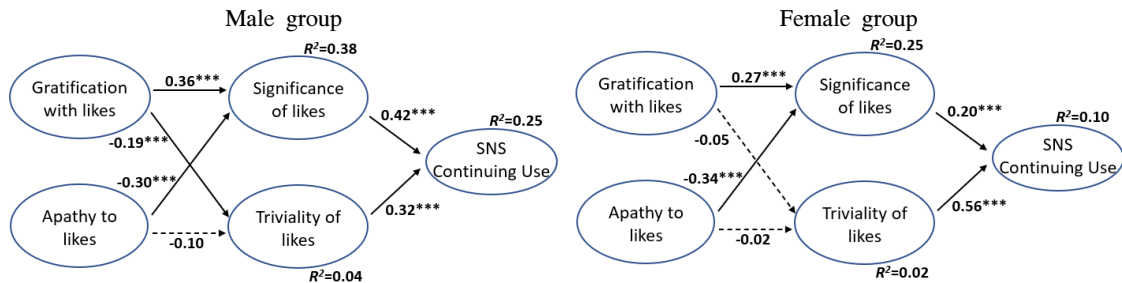 Male group
R²=0.38
Gratification
with likes
0.36***
Significance
of likes
-0.19***
0.42***
R²=0.25
SNS
Continuing Use
-0.30***
Apathy to
likes
-0.10
Triviality of
likes
0.32***
R²=0.04
Female group
R²=0.25
Gratification
with likes
0.27***
Significance
of likes
-0.05
0.20***
R²=0.10
SNS
Continuing Use
-0.34***
Apathy to
likes
-0.02
Triviality of
likes
0.56***
R²=0.02